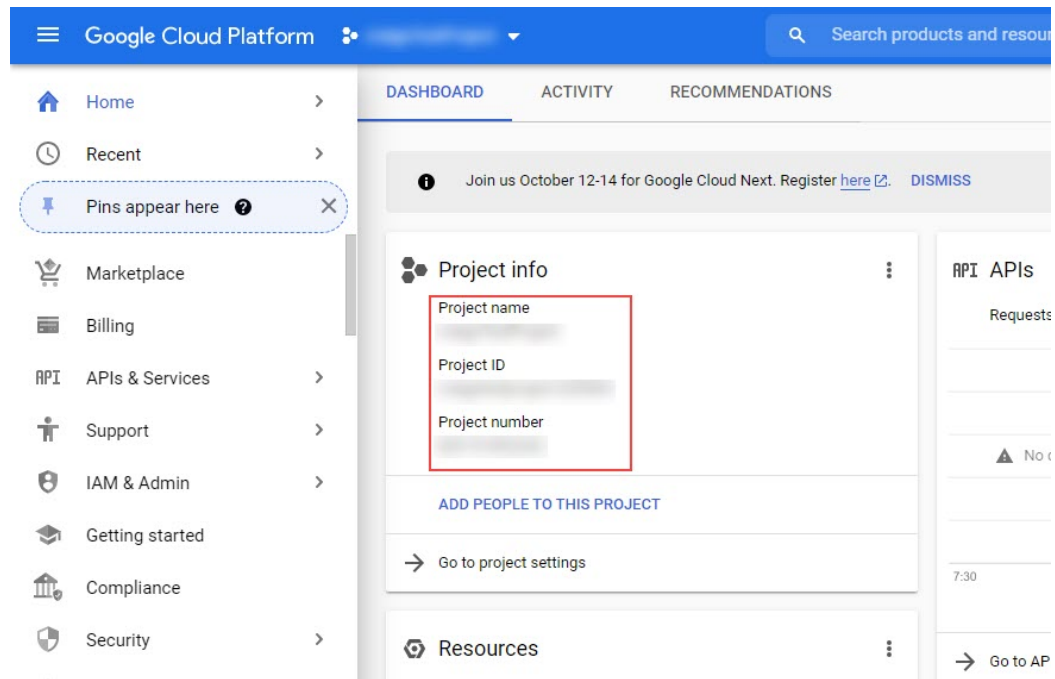 Google Cloud Platform
Search products and resour
Home
Recent
Pins appear here
Marketplace
Billing
API APIs & Services
Support
IAM & Admin
Getting started
Compliance
Security
DASHBOARD ACTIVITY RECOMMENDATIONS
Join us October 12-14 for Google Cloud Next. Register here. DISMISS
Project info
Project name
Project ID
Project number
ADD PEOPLE TO THIS PROJECT
Go to project settings
Resources
API APIs
Requests
No
7:30
Go to AP